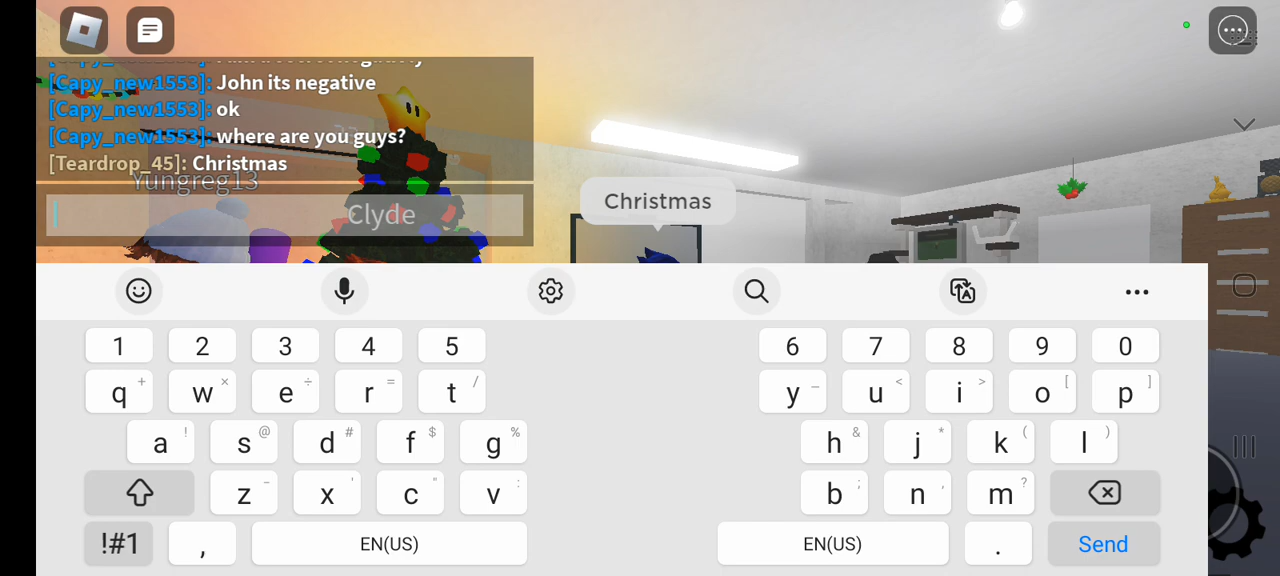 [Capy_new1553]: John its negative
[Capy_new1553]: ok
[Capy_new1553]: where are you guys?
[Teardrop_45]: Christmas
Yungreg13
Clyde
Christmas
1 2 3 4 5 6 7 8 9 0
q + w × e ÷ r = t / y _ u < i > o [ p ]
a ! s @ d # f $ g % h & j * k ( l )
z - x ' c " v : b ; n , m ?
!#1 , EN(US) EN(US) . Send